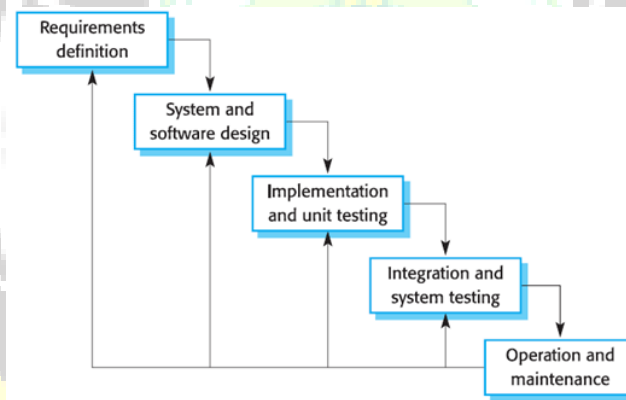 Requirements
definition
System and
software design
Implementation
and unit testing
Integration and
system testing
Operation and
maintenance